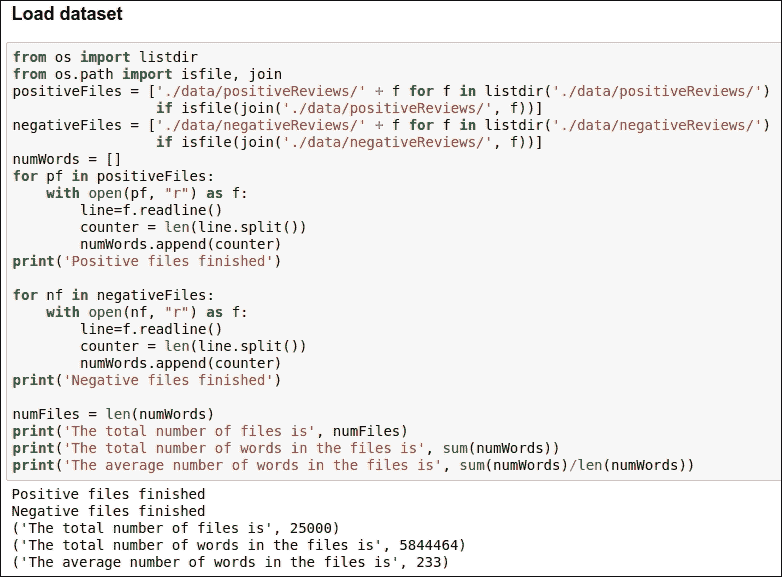 Load dataset
from os import listdir
from os.path import isfile, join
positiveFiles = ['./data/positiveReviews/' + f for f in listdir('./data/positiveReviews/')
                 if isfile(join('./data/positiveReviews/', f))]
negativeFiles = ['./data/negativeReviews/' + f for f in listdir('./data/negativeReviews/')
                 if isfile(join('./data/negativeReviews/', f))]
numWords = []
for pf in positiveFiles:
    with open(pf, "r") as f:
        line=f.readline()
        counter = len(line.split())
        numWords.append(counter)
print('Positive files finished')

for nf in negativeFiles:
    with open(nf, "r") as f:
        line=f.readline()
        counter = len(line.split())
        numWords.append(counter)
print('Negative files finished')

numFiles = len(numWords)
print('The total number of files is', numFiles)
print('The total number of words in the files is', sum(numWords))
print('The average number of words in the files is', sum(numWords)/len(numWords))
Positive files finished
Negative files finished
('The total number of files is', 25000)
('The total number of words in the files is', 5844464)
('The average number of words in the files is', 233)